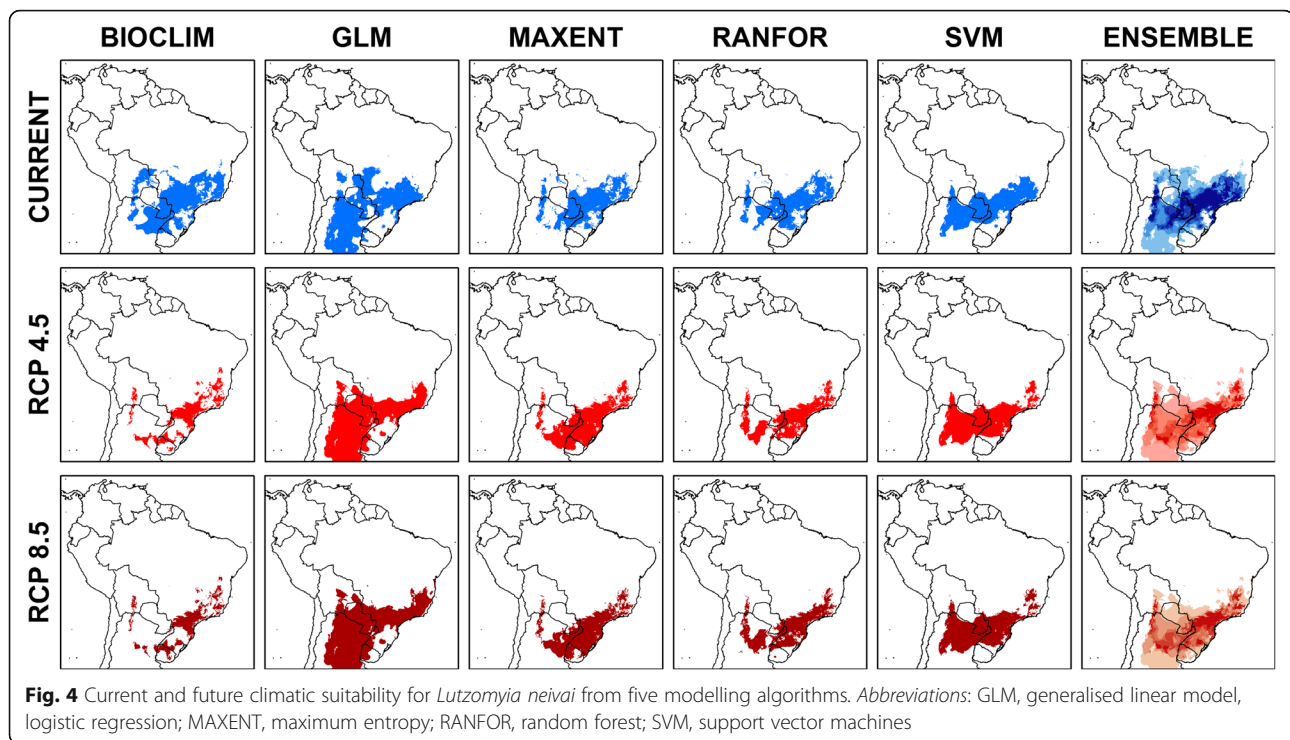 BIOCLIM GLM MAXENT RANFOR SVM ENSEMBLE
CURRENT
RCP 4.5
RCP 8.5
Fig. 4 Current and future climatic suitability for Lutzomyia neivai from five modelling algorithms. Abbreviations: GLM, generalised linear model,
logistic regression; MAXENT, maximum entropy; RANFOR, random forest; SVM, support vector machines